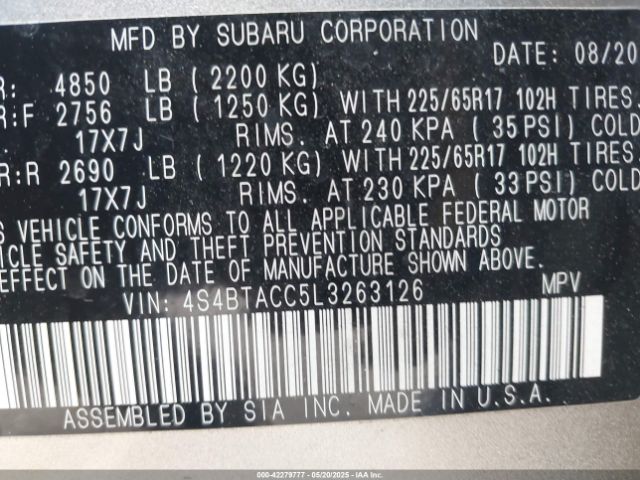 MFD BY SUBARU CORPORATION
DATE: 08/20
R: 4850 LB ( 2200 KG)
R:F 2756 LB ( 1250 KG) WITH 225/65R17 102H TIRES
17X7J RIMS. AT 240 KPA ( 35 PSI) COLD
R:R 2690 LB ( 1220 KG) WITH 225/65R17 102H TIRES
17X7J RIMS. AT 230 KPA ( 33 PSI) COLD
S VEHICLE CONFORMS TO ALL APPLICABLE FEDERAL MOTOR
ICLE SAFETY AND THEFT PREVENTION STANDARDS
EFFECT ON THE DATE OF MANUFACTURE SHOWN ABOVE.
VIN: 4S4BTACC5L3263126 MPV
ASSEMBLED BY SIA INC. MADE IN U.S.A.
000-42279777 - 05/20/2025 - IAAI.com